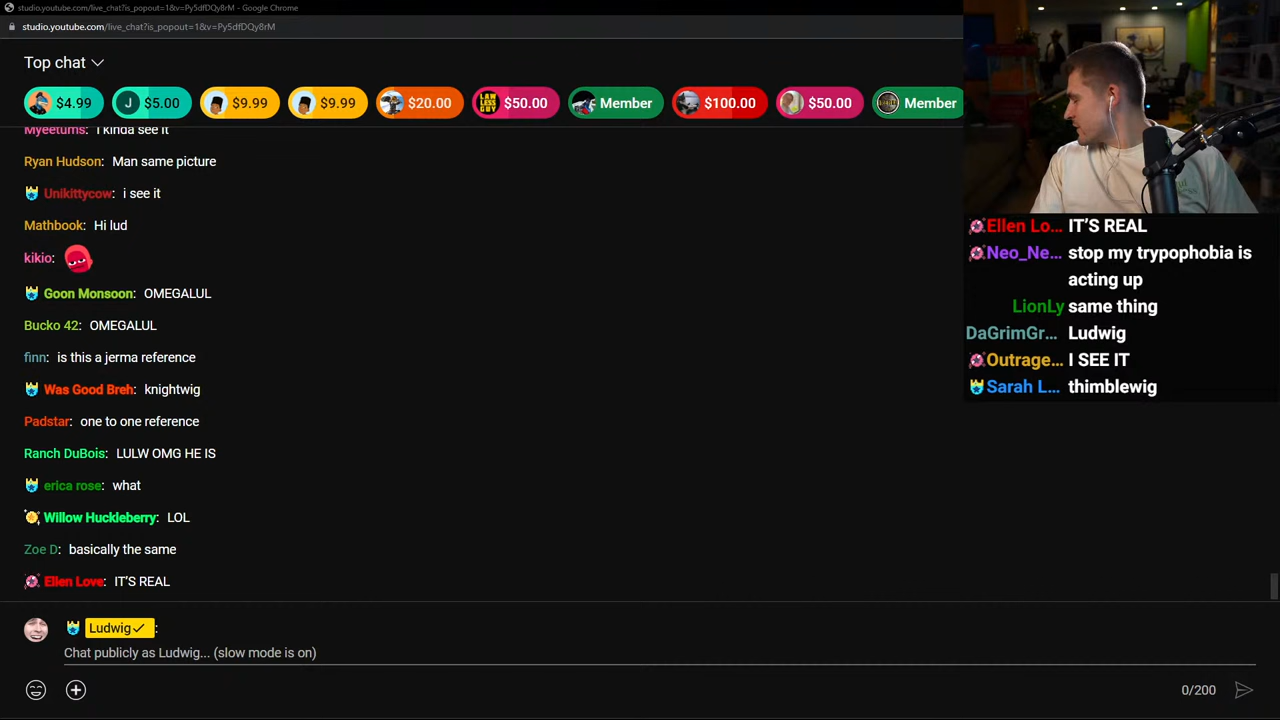 studio.youtube.com/live_chat?is_popout=1&v=Py5dfDQy8rM - Google Chrome
studio.youtube.com/live_chat?is_popout=1&v=Py5dfDQy8rM
Top chat
$4.99 J $5.00 $9.99 $9.99 $20.00 LAWLESS GUY $50.00 Member $100.00 $50.00 Member
Myeetums: i kinda see it
Ryan Hudson: Man same picture
Unikittycow: i see it
Mathbook: Hi lud
kikio:
Goon Monsoon: OMEGALUL
Bucko 42: OMEGALUL
finn: is this a jerma reference
Was Good Breh: knightwig
Padstar: one to one reference
Ranch DuBois: LULW OMG HE IS
erica rose: what
Willow Huckleberry: LOL
Zoe D: basically the same
Ellen Love: IT'S REAL
Ludwig✓:
Chat publicly as Ludwig... (slow mode is on)
0/200
Ellen Lo... IT'S REAL
Neo_Ne... stop my trypophobia is
acting up
LionLy same thing
DaGrimGr... Ludwig
Outrage... I SEE IT
Sarah L... thimblewig